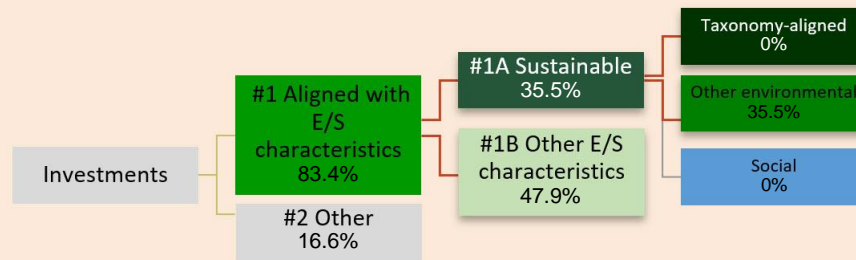 Investments
#1 Aligned with
E/S
characteristics
83.4%
#2 Other
16.6%
#1A Sustainable
35.5%
#1B Other E/S
characteristics
47.9%
Taxonomy-aligned
0%
Other environmental
35.5%
Social
0%